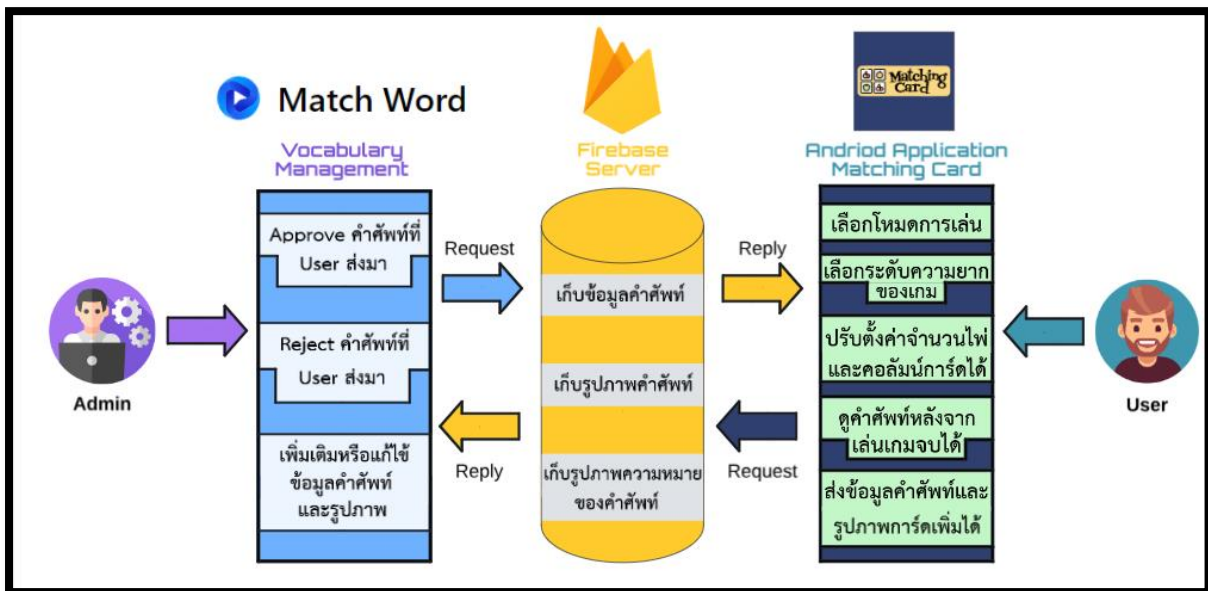 Match Word
Vocabulary
Management
Approve คำศัพท์ที่
User ส่งมา
Reject คำศัพท์ที่
User ส่งมา
เพิ่มเติมหรือแก้ไข
ข้อมูลคำศัพท์
และรูปภาพ
Admin
Request
Reply
Firebase
Server
เก็บข้อมูลคำศัพท์
เก็บรูปภาพคำศัพท์
เก็บรูปภาพความหมาย
ของคำศัพท์
Reply
Request
Matching
Card
Andriod Application
Matching Card
เลือกโหมดการเล่น
เลือกระดับความยาก
ของเกม
ปรับตั้งค่าจำนวนไพ่
และคอลัมน์การ์ดได้
ดูคำศัพท์หลังจาก
เล่นเกมจบได้
ส่งข้อมูลคำศัพท์และ
รูปภาพการ์ดเพิ่มได้
User